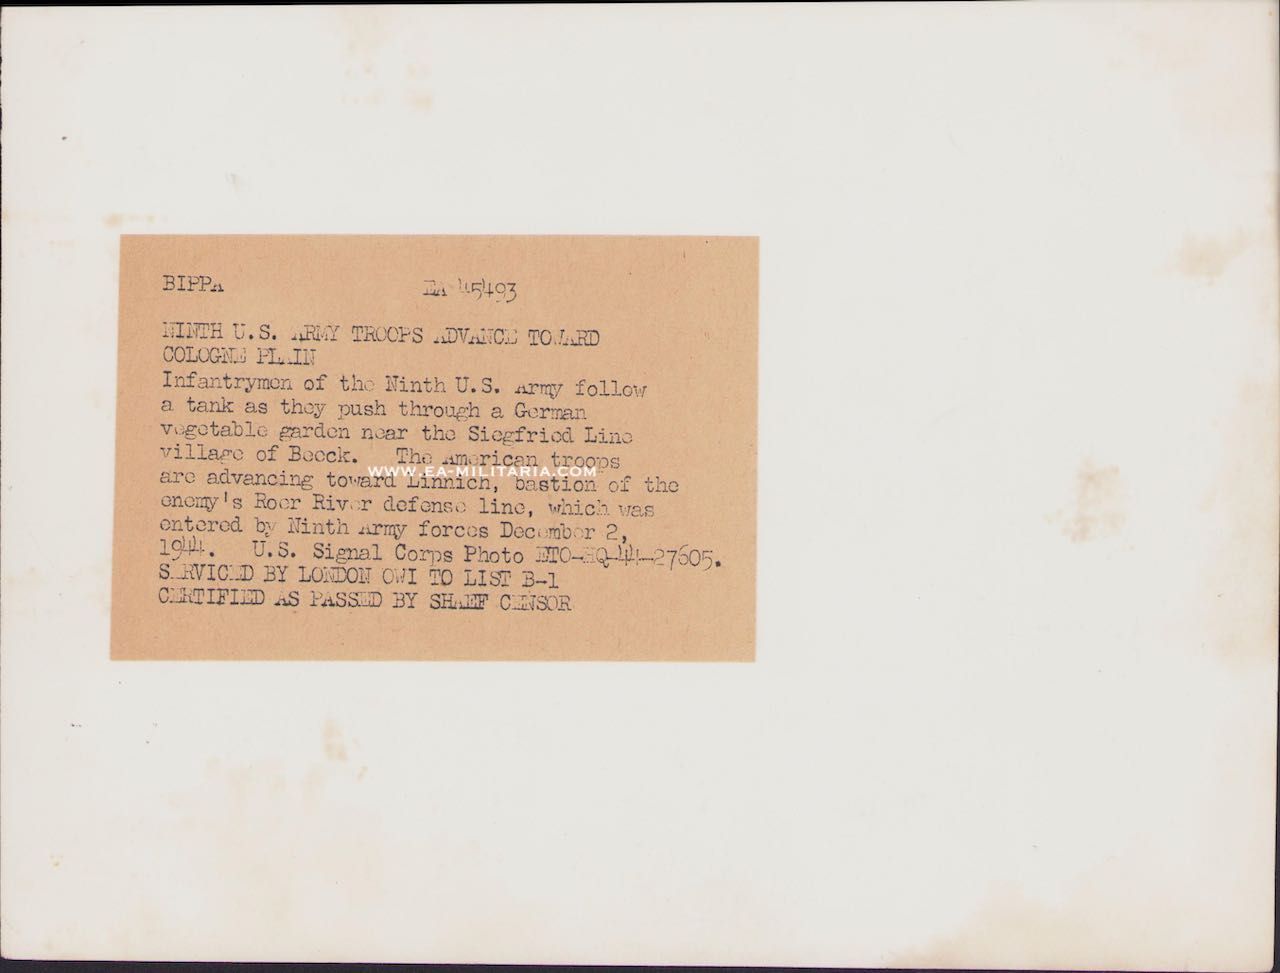 BIPPA EA 45493
NINTH U.S. ARMY TROOPS ADVANCE TOWARD
COLOGNE PLAIN
Infantrymen of the Ninth U.S. Army follow
a tank as they push through a German
vegetable garden near the Siegfried Line
village of Beeck. The American troops
WWW.EA-MILITARIA.COM
are advancing toward Linnich, bastion of the
enemy's Roer River defense line, which was
entered by Ninth Army forces December 2,
1944. U.S. Signal Corps Photo ETO-HQ-44-27605.
SERVICED BY LONDON OWI TO LIST B-1
CERTIFIED AS PASSED BY SHAEF CENSOR